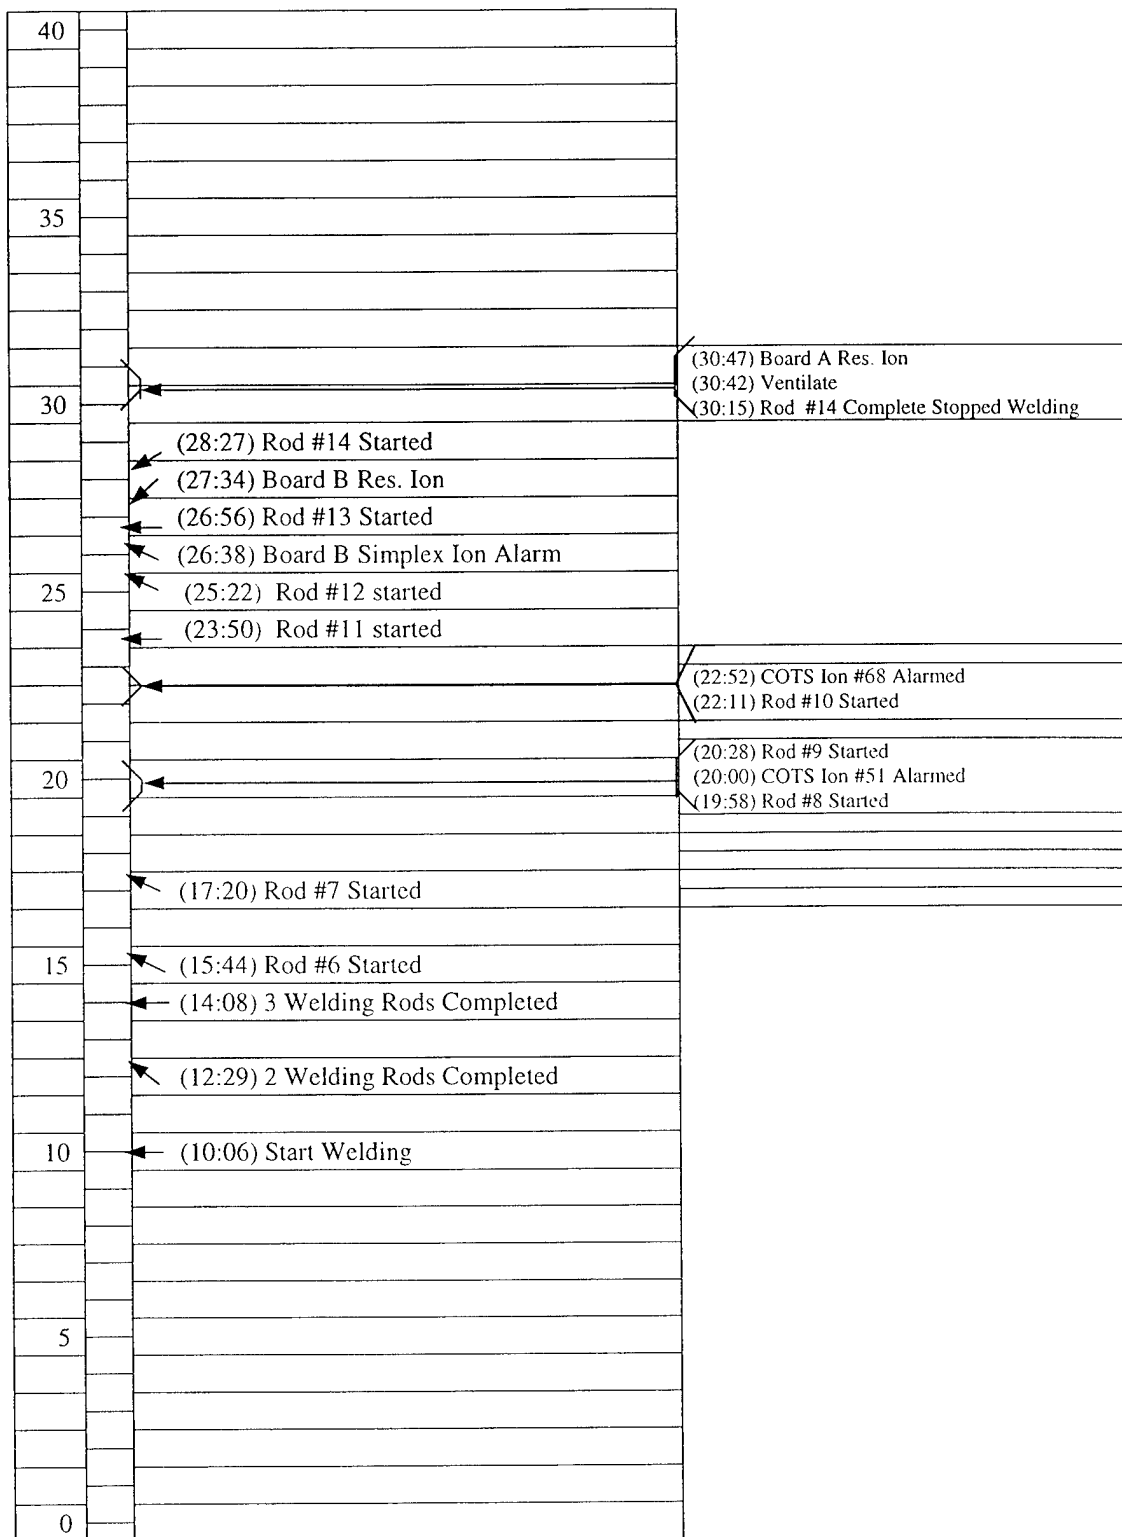 40
35
(30:47) Board A Res. Ion
(30:42) Ventilate
30
(30:15) Rod #14 Complete Stopped Welding
(28:27) Rod #14 Started
(27:34) Board B Res. Ion
(26:56) Rod #13 Started
(26:38) Board B Simplex Ion Alarm
25
(25:22) Rod #12 started
(23:50) Rod #11 started
(22:52) COTS Ion #68 Alarmed
(22:11) Rod #10 Started
(20:28) Rod #9 Started
20
(20:00) COTS Ion #51 Alarmed
(19:58) Rod #8 Started
(17:20) Rod #7 Started
15
(15:44) Rod #6 Started
(14:08) 3 Welding Rods Completed
(12:29) 2 Welding Rods Completed
10
(10:06) Start Welding
5
0